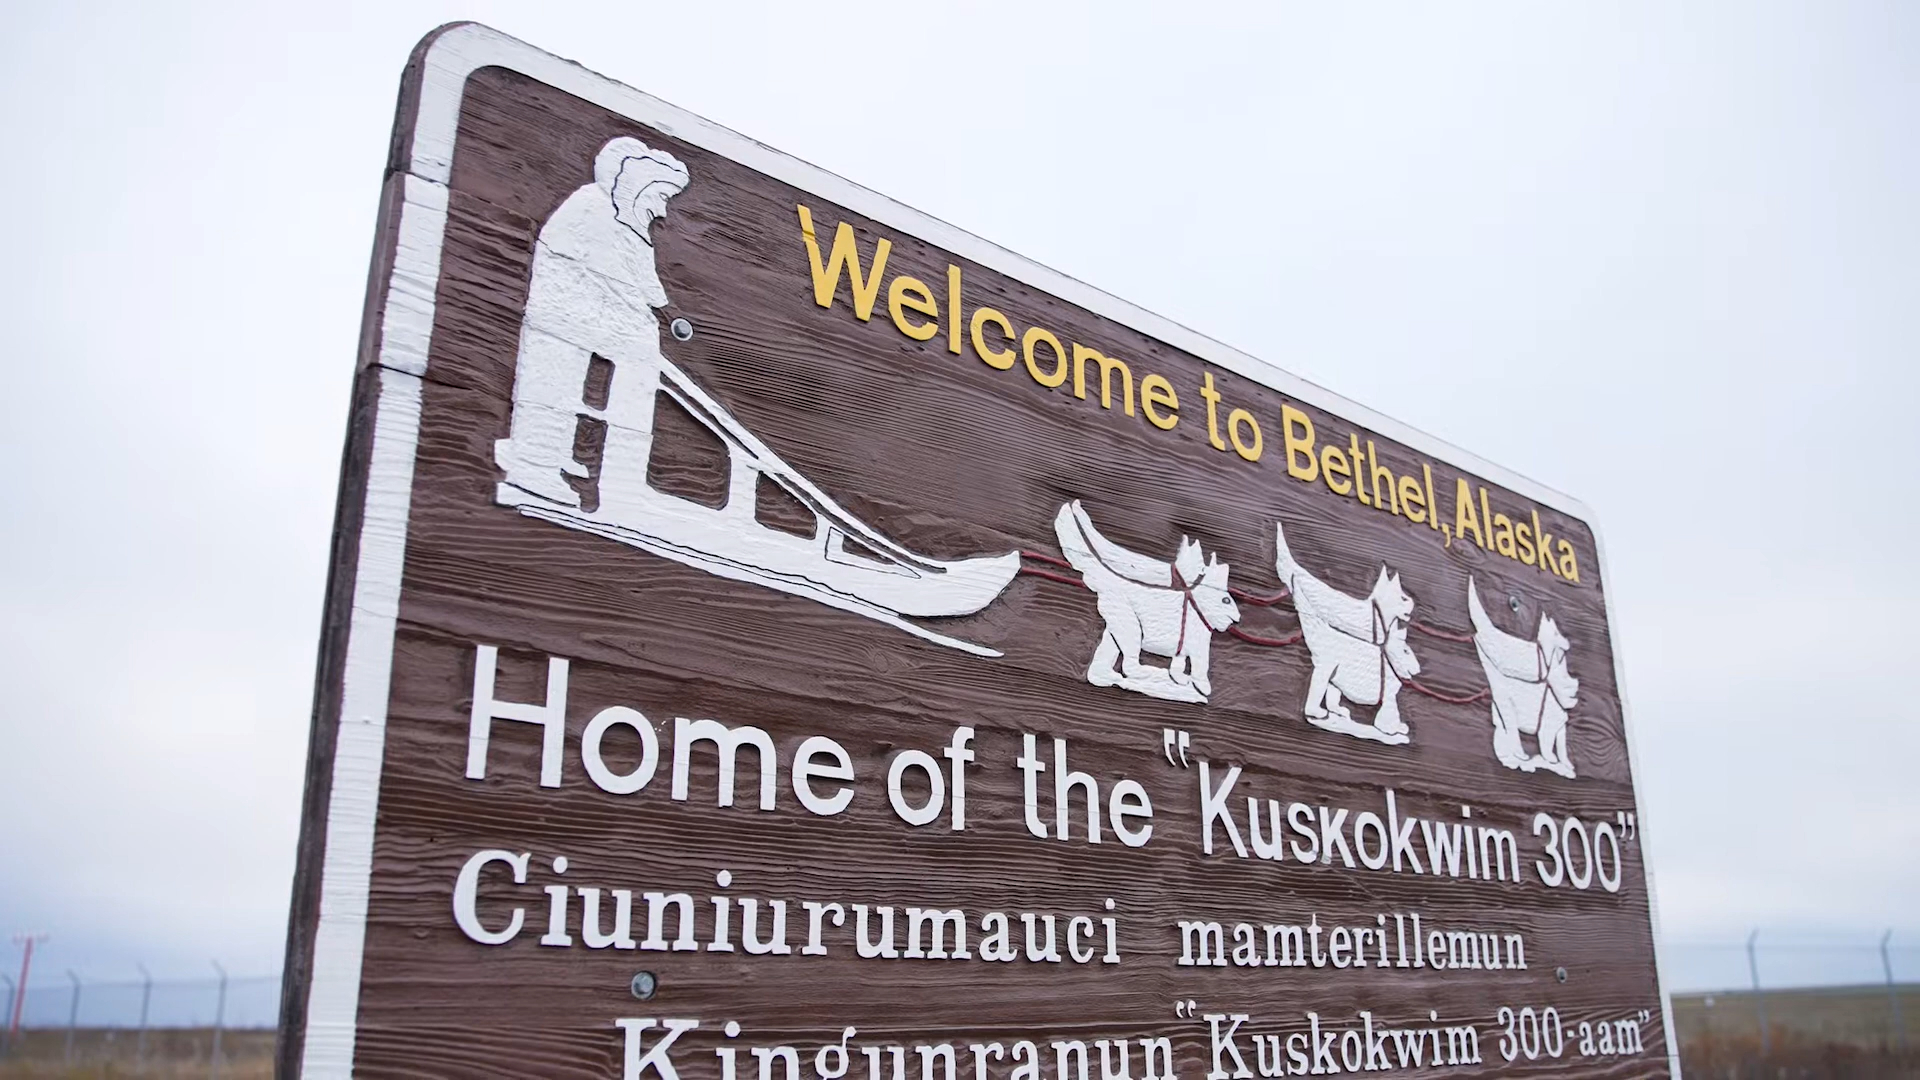 Welcome to Bethel, Alaska
Home of the "Kuskokwim 300"
Ciuniurumauci mamterillemun
Kingunranun "Kuskokwim 300-aam"